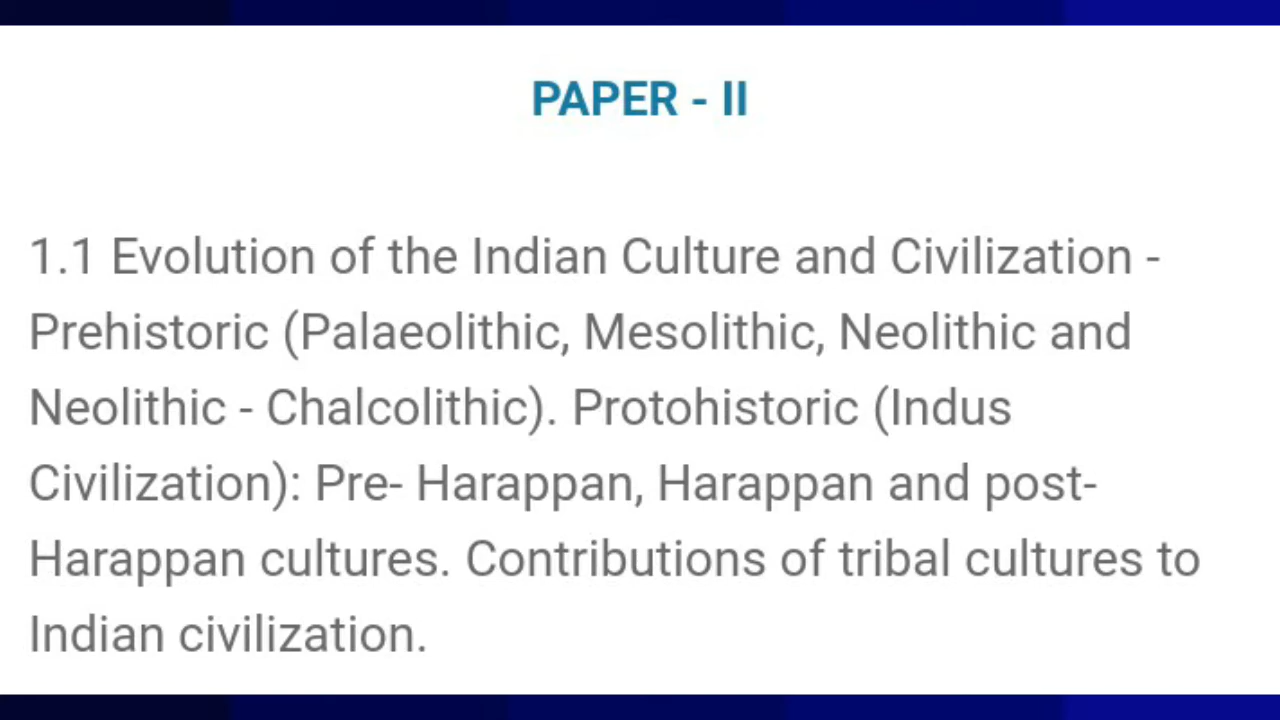 PAPER - II
1.1 Evolution of the Indian Culture and Civilization -
Prehistoric (Palaeolithic, Mesolithic, Neolithic and
Neolithic - Chalcolithic). Protohistoric (Indus
Civilization): Pre- Harappan, Harappan and post-
Harappan cultures. Contributions of tribal cultures to
Indian civilization.